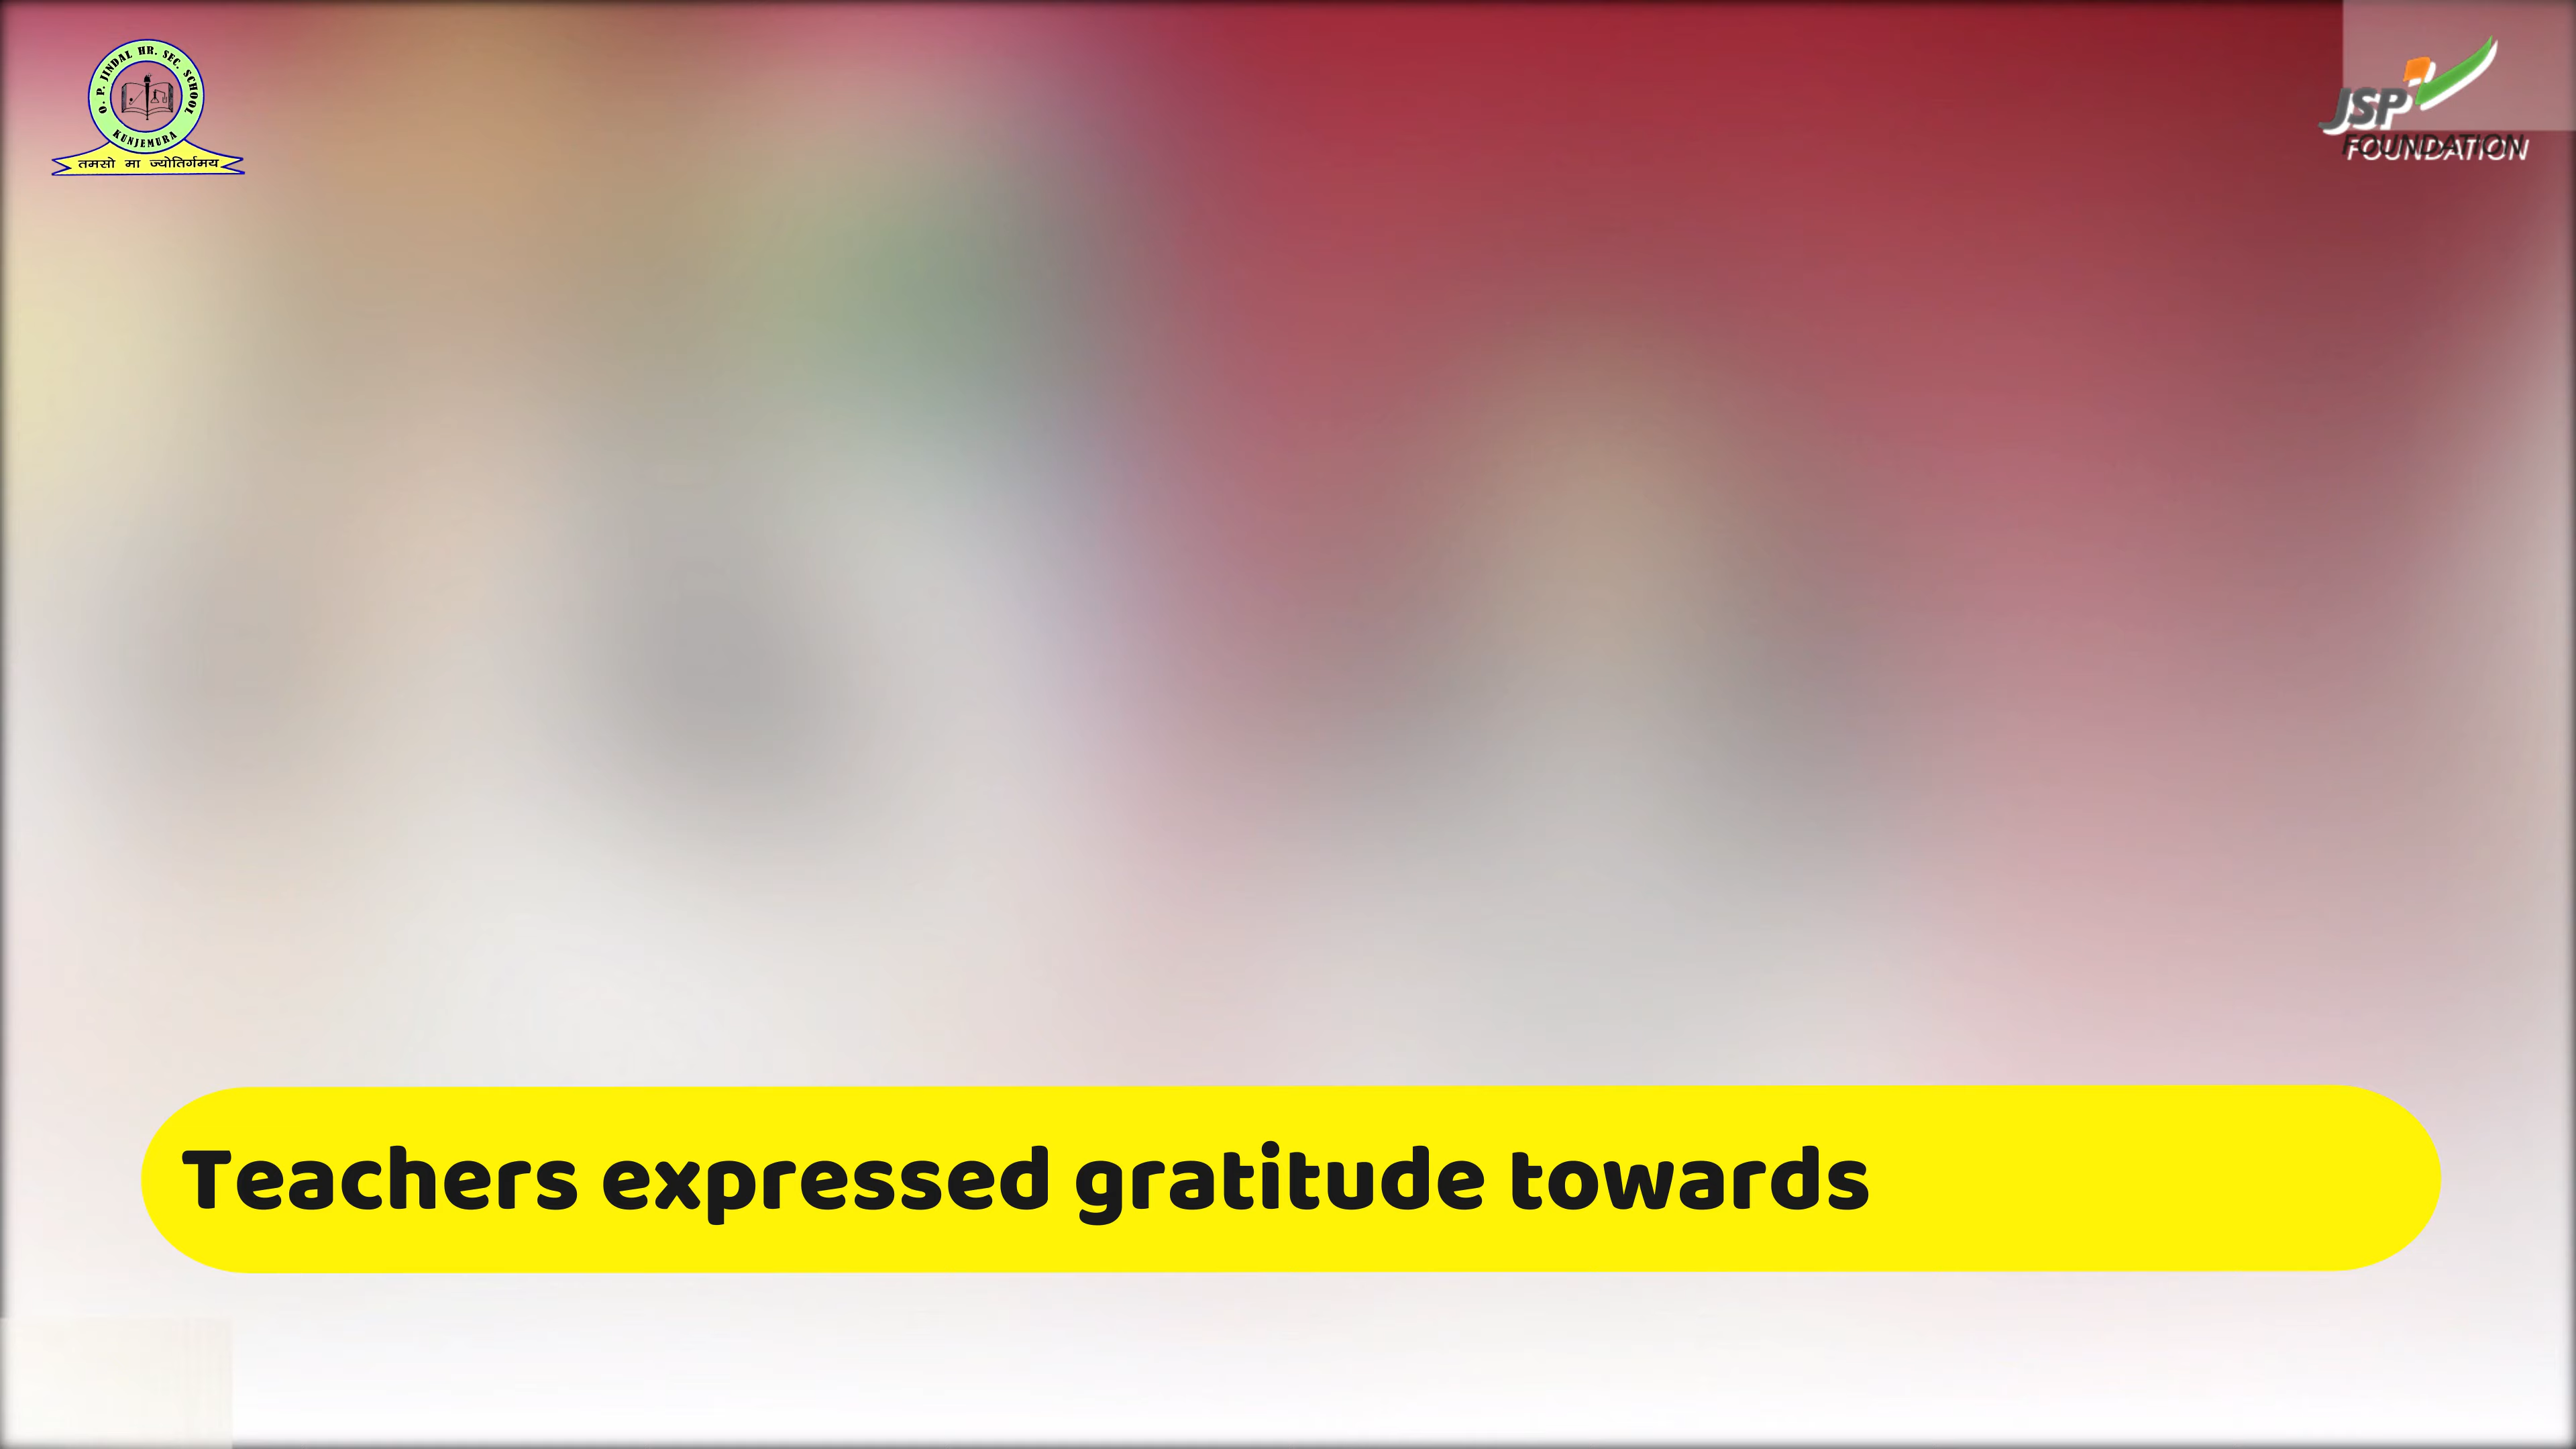 O. P. JINDAL HR. SEC. SCHOOL
KUNJEMURA
तमसो मा ज्योतिर्गमय
JSP
FOUNDATION
Teachers expressed gratitude towards